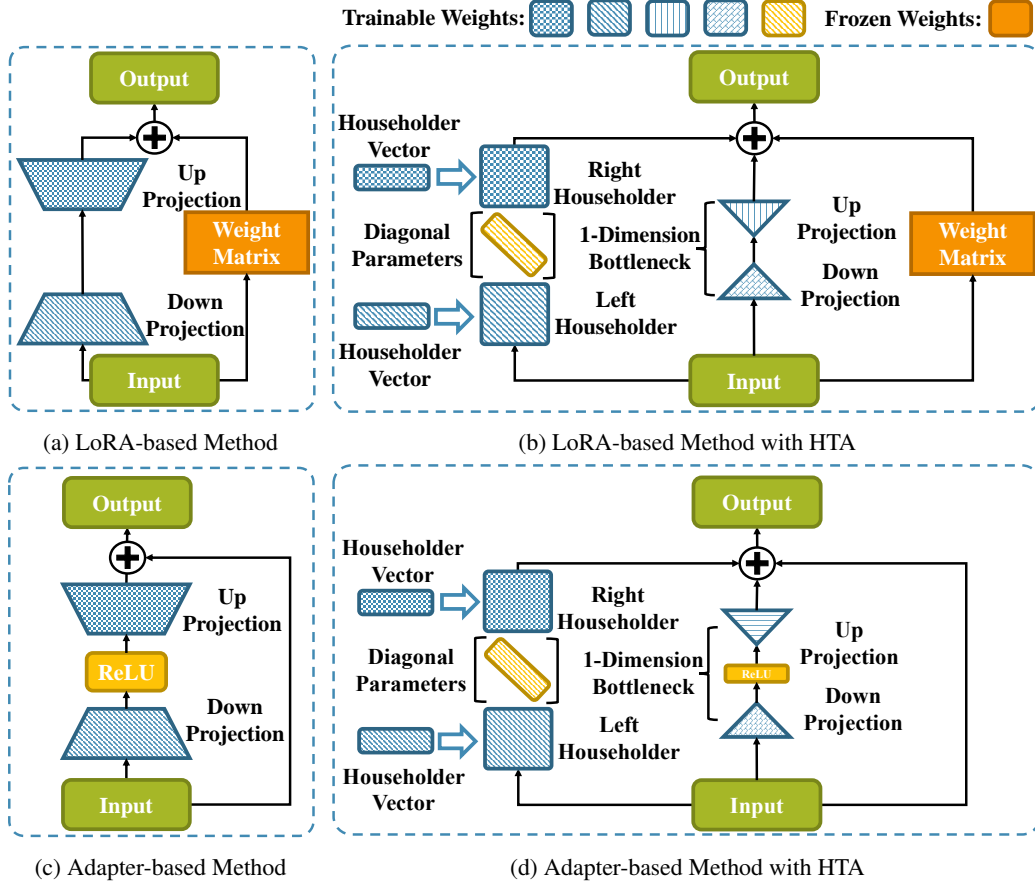 Trainable Weights:
Frozen Weights:
Output
Up
Projection
Weight
Matrix
Down
Projection
Input
(a) LoRA-based Method
Output
Householder
Vector
Right
Householder
Diagonal
Parameters
1-Dimension
Bottleneck
Up
Projection
Down
Projection
Weight
Matrix
Left
Householder
Householder
Vector
Input
(b) LoRA-based Method with HTA
Output
Up
Projection
ReLU
Down
Projection
Input
(c) Adapter-based Method
Output
Householder
Vector
Right
Householder
Diagonal
Parameters
1-Dimension
Bottleneck
Up
Projection
ReLU
Down
Projection
Left
Householder
Householder
Vector
Input
(d) Adapter-based Method with HTA